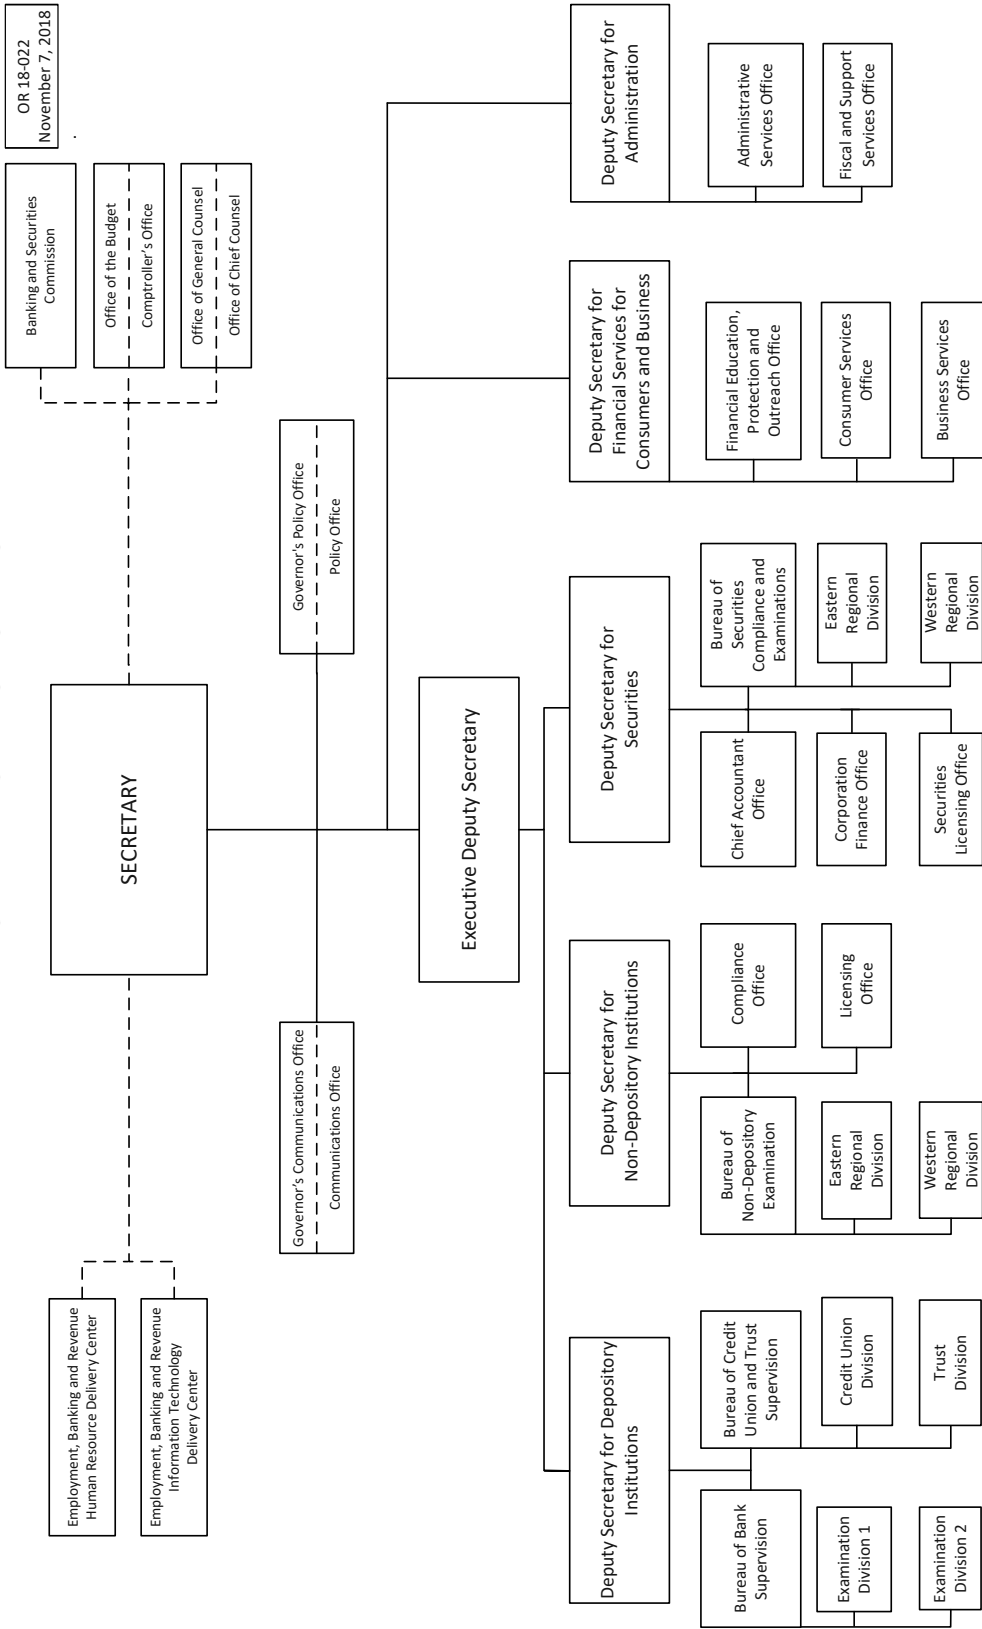 OR 18-022
November 7, 2018
.
Employment, Banking and Revenue
Human Resource Delivery Center
Employment, Banking and Revenue
Information Technology
Delivery Center
SECRETARY
Banking and Securities
Commission
Office of the Budget
Comptroller's Office
Office of General Counsel
Office of Chief Counsel
Governor's Communications Office
Communications Office
Governor's Policy Office
Policy Office
Executive Deputy Secretary
Deputy Secretary for Depository
Institutions
Deputy Secretary for
Non-Depository Institutions
Deputy Secretary for
Securities
Deputy Secretary for
Financial Services for
Consumers and Business
Deputy Secretary for
Administration
Bureau of Bank
Supervision
Examination
Division 1
Examination
Division 2
Bureau of Credit
Union and Trust
Supervision
Credit Union
Division
Trust
Division
Bureau of
Non-Depository
Examination
Eastern
Regional
Division
Western
Regional
Division
Compliance
Office
Licensing
Office
Chief Accountant
Office
Corporation
Finance Office
Securities
Licensing Office
Bureau of
Securities
Compliance and
Examinations
Eastern
Regional
Division
Western
Regional
Division
Financial Education,
Protection and
Outreach Office
Consumer Services
Office
Business Services
Office
Administrative
Services Office
Fiscal and Support
Services Office